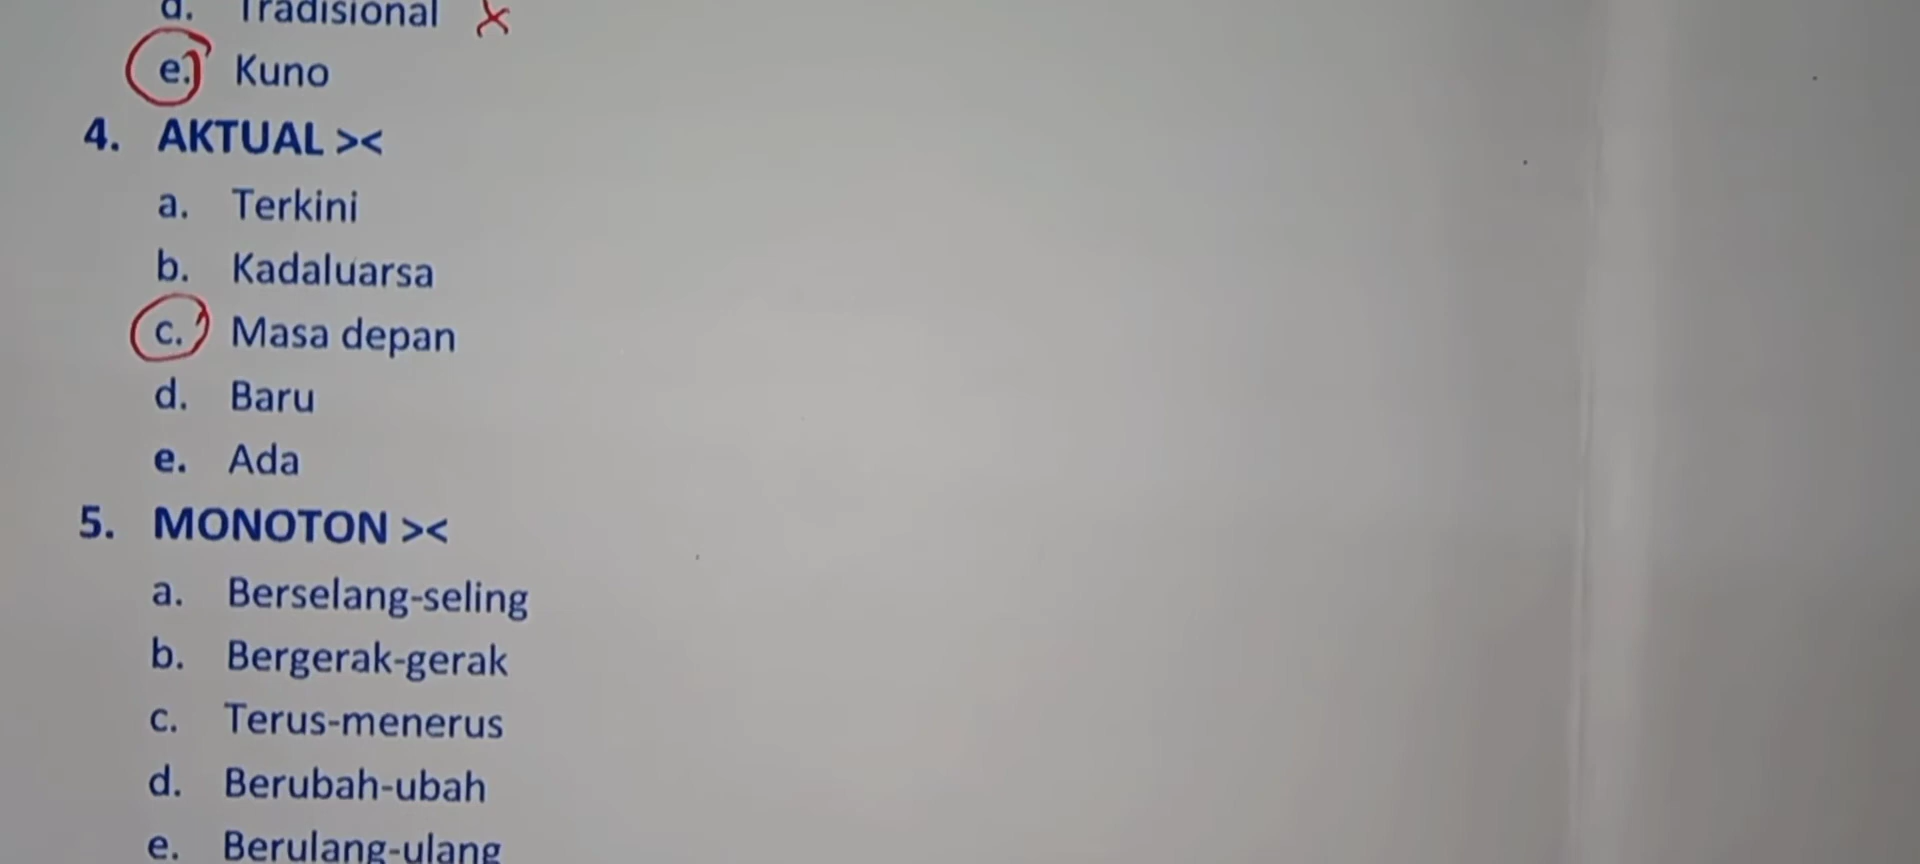 d. Tradisional
e. Kuno
4. AKTUAL ><
a. Terkini
b. Kadaluarsa
c. Masa depan
d. Baru
e. Ada
5. MONOTON ><
a. Berselang-seling
b. Bergerak-gerak
c. Terus-menerus
d. Berubah-ubah
e. Berulang-ulang